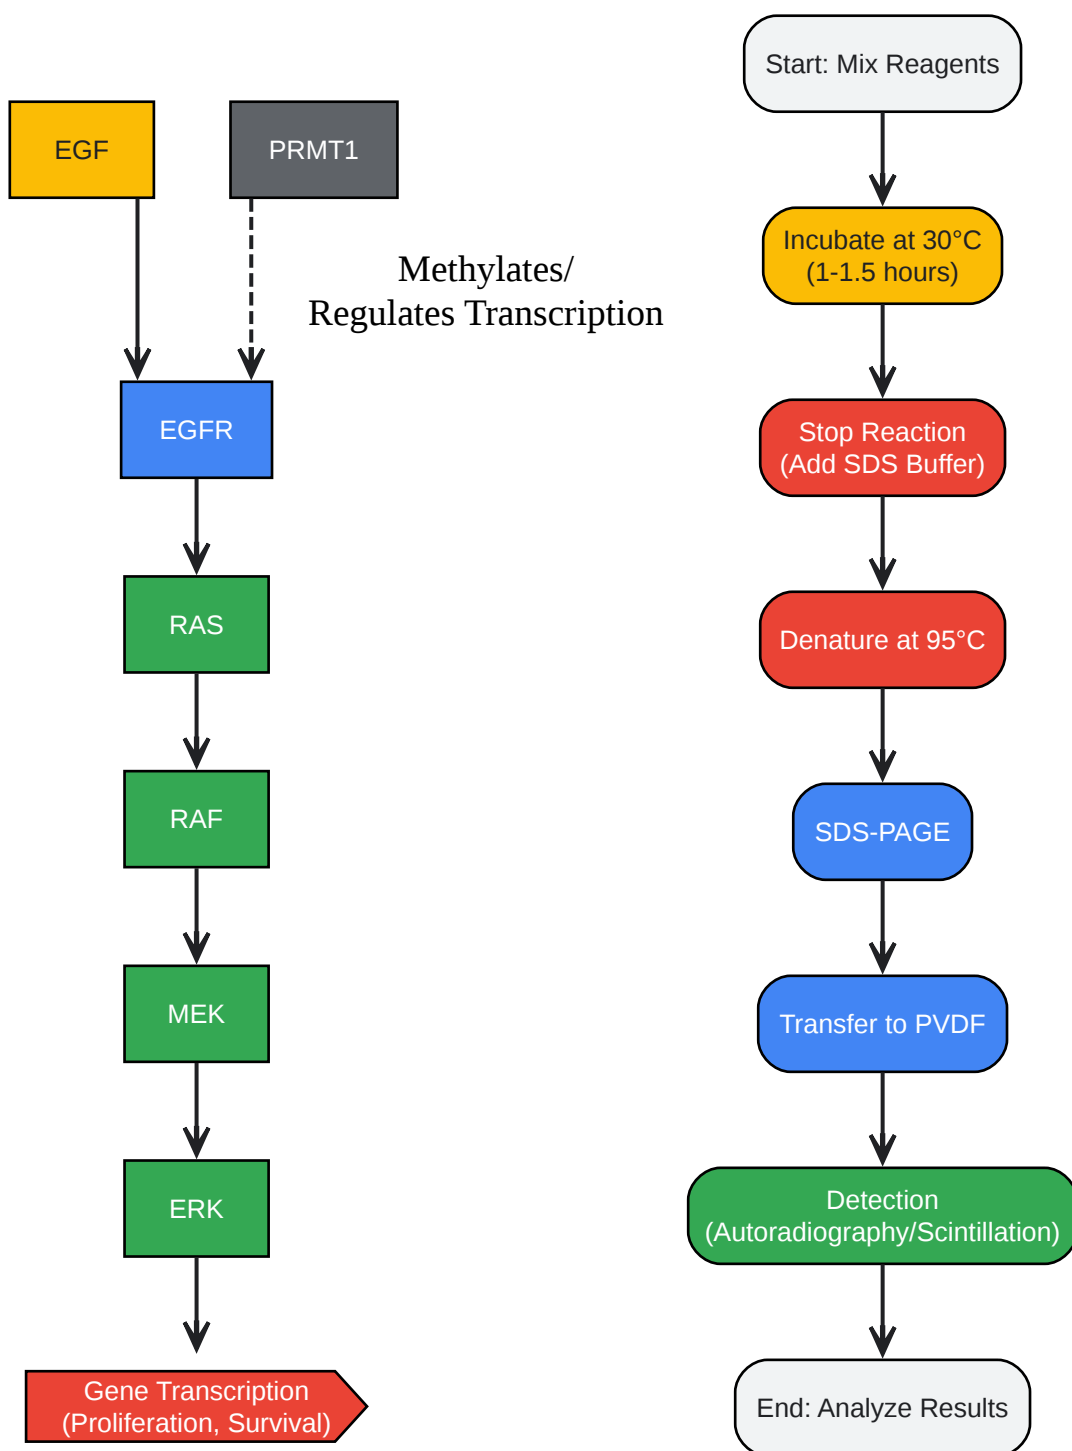 EGF
PRMT1
Methylates/
Regulates Transcription
EGFR
RAS
RAF
MEK
ERK
Gene Transcription
(Proliferation, Survival)
Start: Mix Reagents
Incubate at 30°C
(1-1.5 hours)
Stop Reaction
(Add SDS Buffer)
Denature at 95°C
SDS-PAGE
Transfer to PVDF
Detection
(Autoradiography/Scintillation)
End: Analyze Results